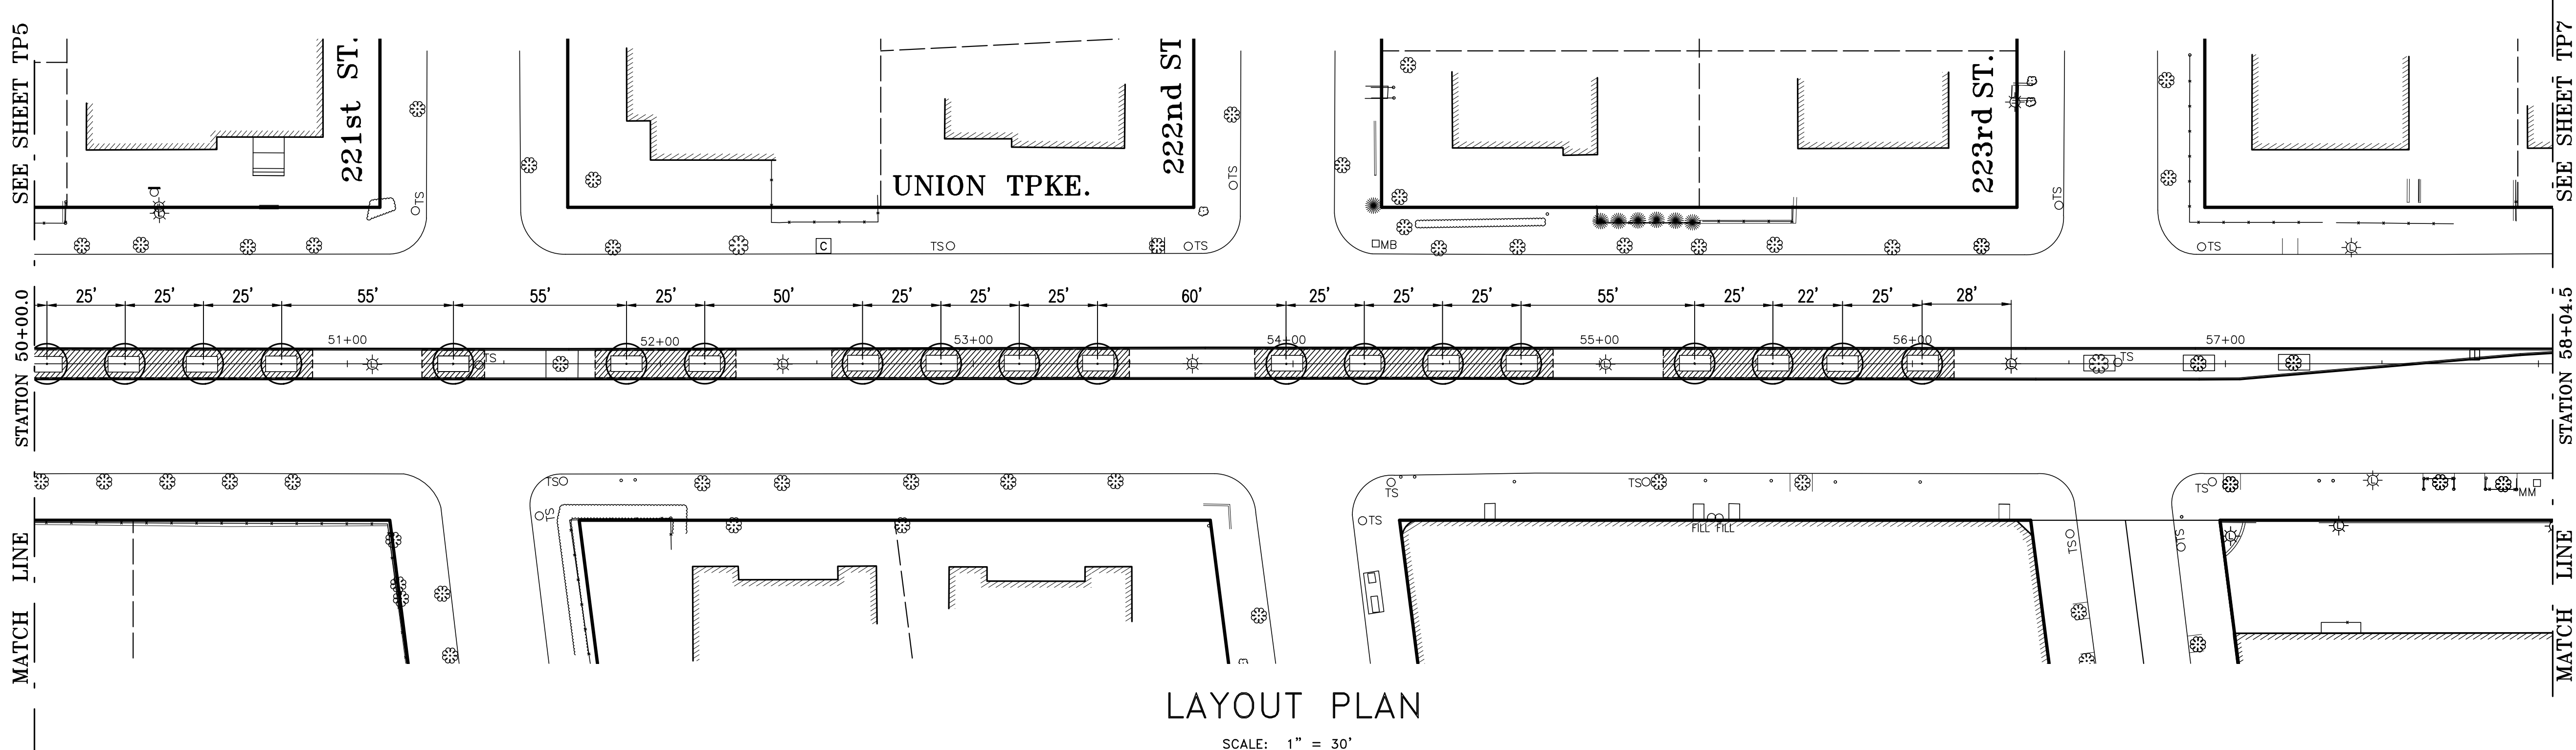 SEE SHEET TP5
221st ST.
222nd ST
223rd ST.
SEE SHEET TP7
UNION TPKE.
TS
TS
TS
C
TS
TS
MB
TS
STATION 50+00.0
25'
25'
25'
55'
55'
25'
50'
25'
25'
25'
60'
25'
25'
25'
55'
25'
22'
25'
28'
STATION 58+04.5
51+00
52+00
53+00
54+00
55+00
56+00
57+00
TS
TS
TS
TS
TS
TS
TS
TS
TS
TS
MM
FILL FILL
MATCH LINE
MATCH LINE
LAYOUT PLAN
SCALE: 1" = 30'